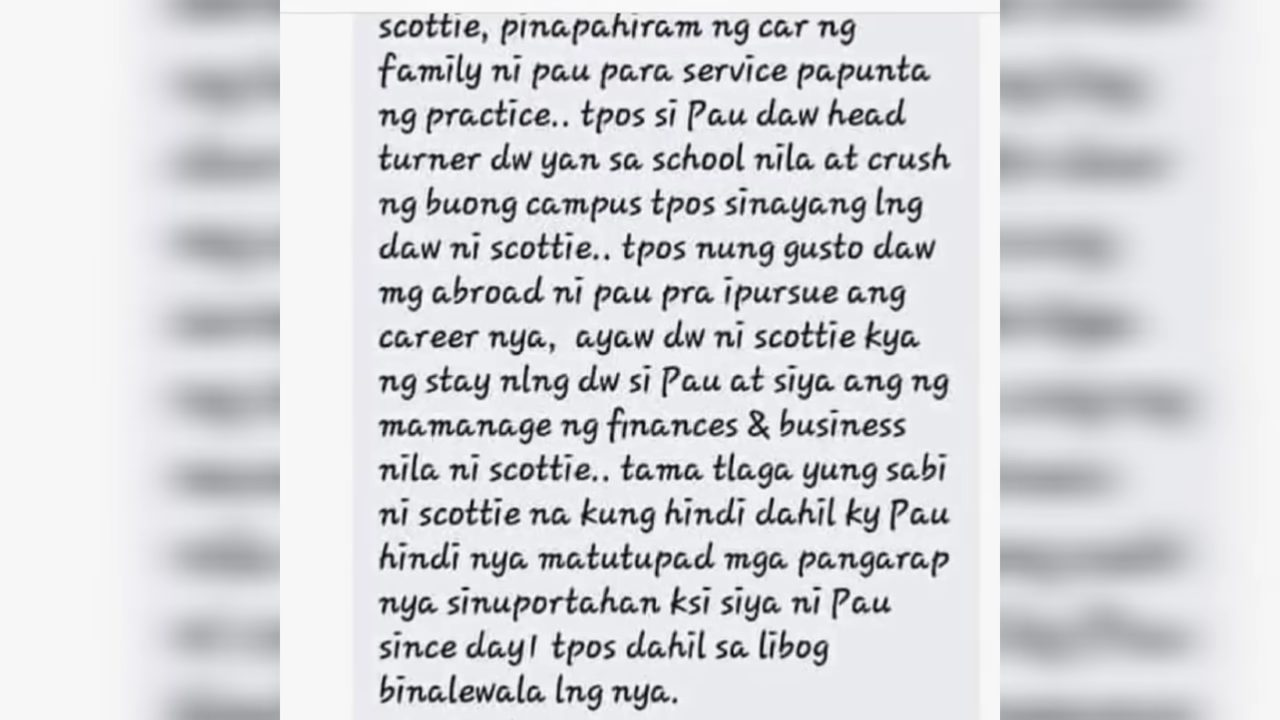 scottie, pinapahiram ng car ng
family ni pau para service papunta
ng practice.. tpos si Pau daw head
turner dw yan sa school nila at crush
ng buong campus tpos sinayang lng
daw ni scottie.. tpos nung gusto daw
mg abroad ni pau pra ipursue ang
career nya,  ayaw dw ni scottie kya
ng stay nlng dw si Pau at siya ang ng
mamanage ng finances & business
nila ni scottie.. tama tlaga yung sabi
ni scottie na kung hindi dahil ky Pau
hindi nya matutupad mga pangarap
nya sinuportahan ksi siya ni Pau
since day1 tpos dahil sa libog
binalewala lng nya.